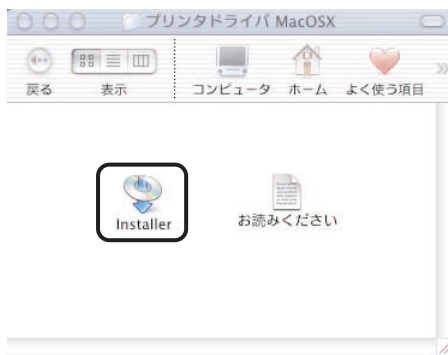 プリンタドライバ MacOSX
戻る 表示 コンピュータ ホーム よく使う項目
Installer お読みください